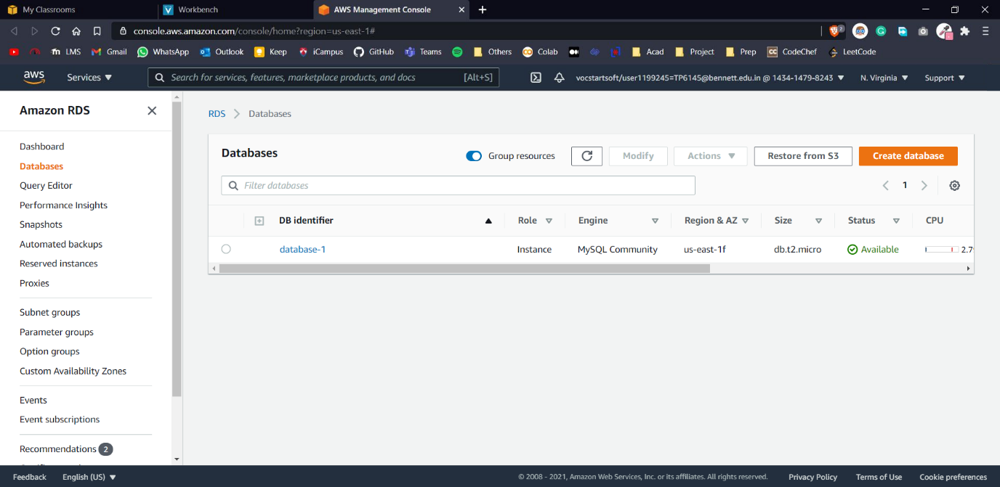 My Classrooms
Workbench
AWS Management Console
console.aws.amazon.com/console/home?region=us-east-1#
2
LMS
Gmail
WhatsApp
Outlook
Keep
iCampus
GitHub
Teams
Others
Colab
Acad
Project
Prep
CC
CodeChef
LeetCode
aws
Services
Search for services, features, marketplace products, and docs
[Alt+S]
vocstartsoft/user1199245=TP6145@bennett.edu.in @ 1434-1479-8243
N. Virginia
Support
Amazon RDS
Dashboard
Databases
Query Editor
Performance Insights
Snapshots
Automated backups
Reserved instances
Proxies
Subnet groups
Parameter groups
Option groups
Custom Availability Zones
Events
Event subscriptions
Recommendations 2
RDS > Databases
Databases
Group resources
Modify
Actions
Restore from S3
Create database
Filter databases
1
DB identifier
Role
Engine
Region & AZ
Size
Status
CPU
database-1
Instance
MySQL Community
us-east-1f
db.t2.micro
Available
2.7
Feedback
English (US)
© 2008 - 2021, Amazon Web Services, Inc. or its affiliates. All rights reserved.
Privacy Policy
Terms of Use
Cookie preferences